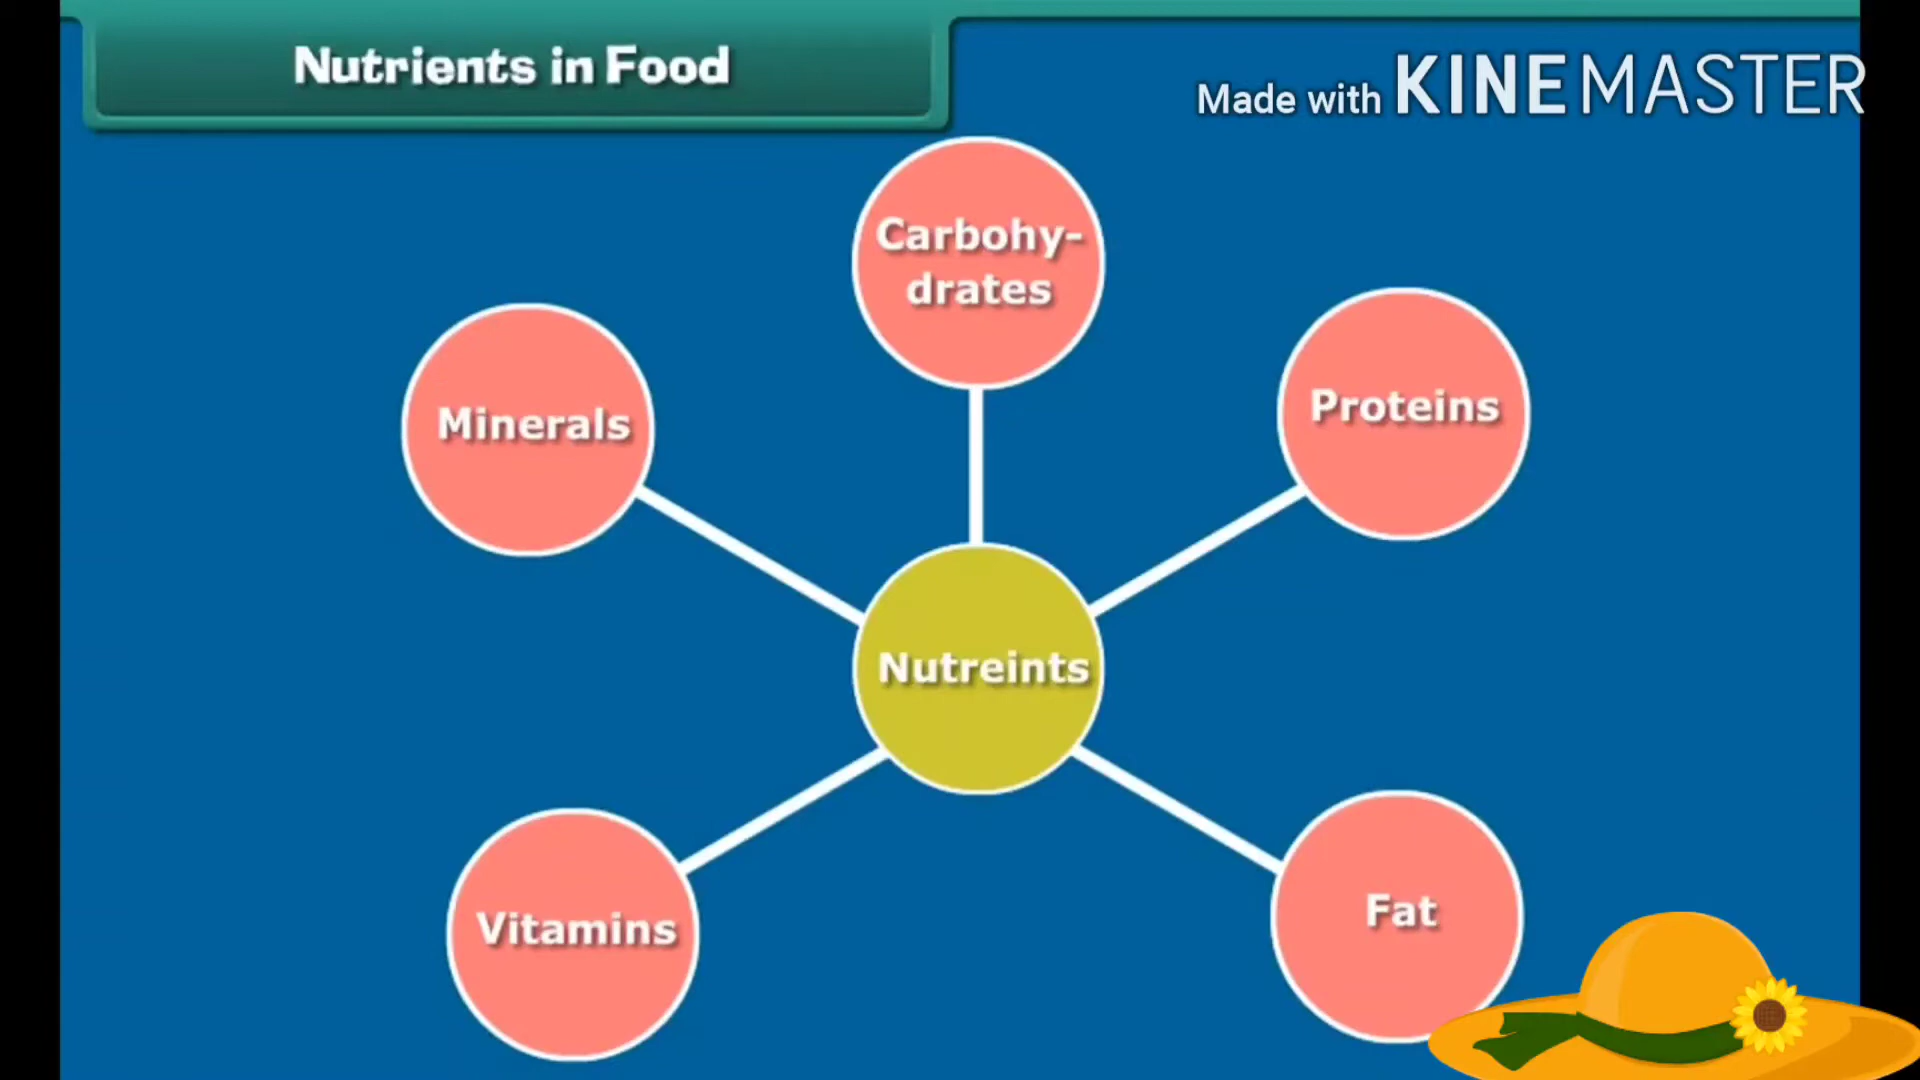 Nutrients in Food
Made with KINEMASTER
Carbohy-
drates
Minerals
Proteins
Nutreints
Vitamins
Fat